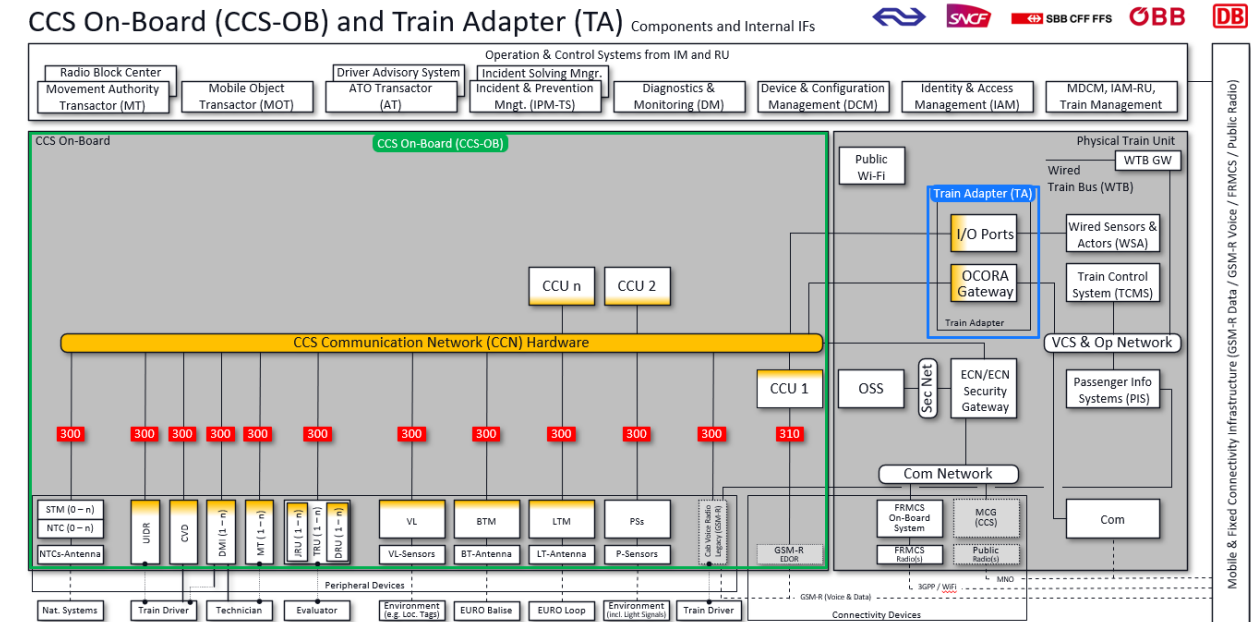 CCS On-Board (CCS-OB) and Train Adapter (TA) Components and Internal IFs
SNCF
SBB CFF FFS
ÖBB
DB
Operation & Control Systems from IM and RU
Radio Block Center
Movement Authority
Transactor (MT)
Mobile Object
Transactor (MOT)
Driver Advisory System
ATO Transactor
(AT)
Incident Solving Mngr.
Incident & Prevention
Mngt. (IPM-TS)
Diagnostics &
Monitoring (DM)
Device & Configuration
Management (DCM)
Identity & Access
Management (IAM)
MDCM, IAM-RU,
Train Management
Mobile & Fixed Connectivity Infrastructure (GSM-R Data / GSM-R Voice / FRMCS / Public Radio)
CCS On-Board
CCS On-Board (CCS-OB)
Physical Train Unit
Public
Wi-Fi
WTB GW
Wired
Train Bus (WTB)
Train Adapter (TA)
I/O Ports
OCORA
Gateway
Train Adapter
Wired Sensors &
Actors (WSA)
Train Control
System (TCMS)
VCS & Op Network
Passenger Info
Systems (PIS)
CCU n
CCU 2
CCS Communication Network (CCN) Hardware
CCU 1
OSS
Sec Net
ECN/ECN
Security
Gateway
Com Network
300
300
300
300
300
300
300
300
300
300
300
310
STM (0 – n)
NTC (0 – n)
NTCs-Antenna
UIDR
CVD
DMI (1 – n)
MT ( 1 – n)
JRU ( 1 – n)
TRU ( 1 – n)
DRU ( 1 – n)
VL
VL-Sensors
BTM
BT-Antenna
LTM
LT-Antenna
PSs
P-Sensors
Cab Voice Radio
Legacy (GSM-R)
GSM-R
EDOR
FRMCS
On-Board
System
FRMCS
Radio(s)
MCG
(CCS)
Public
Radio(s)
Com
MNO
3GPP / WiFi
GSM-R (Voice & Data)
Peripheral Devices
Connectivity Devices
Nat. Systems
Train Driver
Technician
Evaluator
Environment
(e.g. Loc. Tags)
EURO Balise
EURO Loop
Environment
(incl. Light Signals)
Train Driver